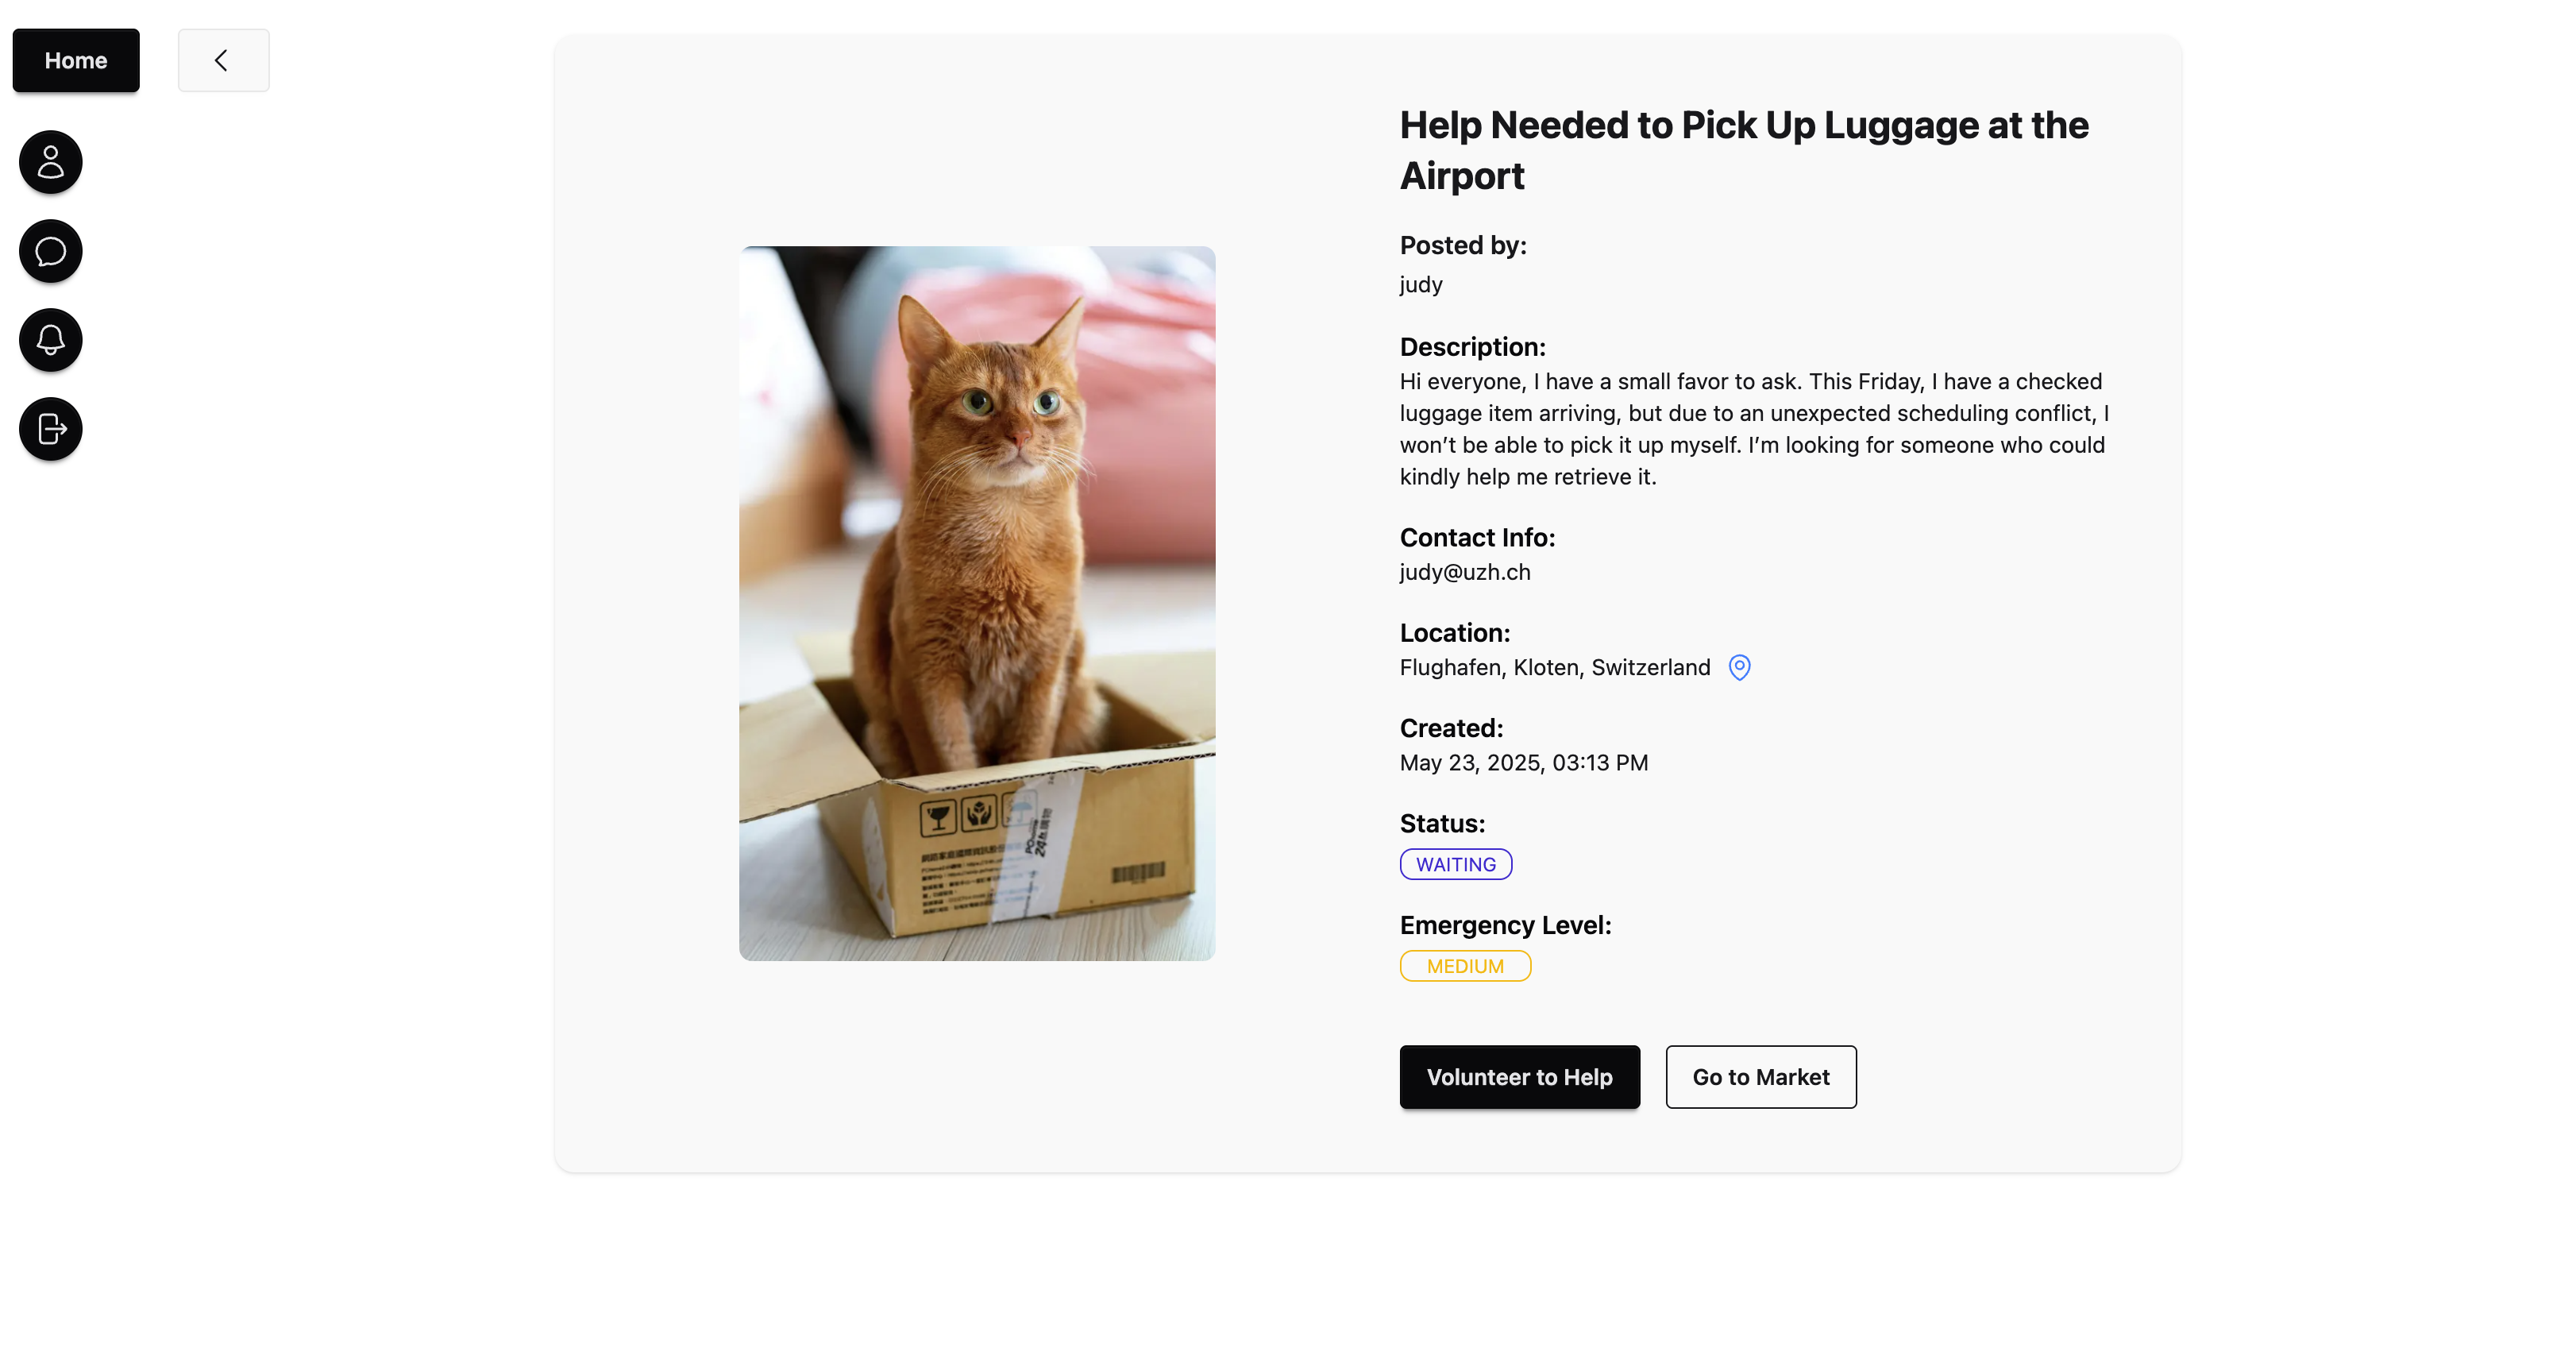 Home
Help Needed to Pick Up Luggage at the
Airport
Posted by:
judy
Description:
Hi everyone, I have a small favor to ask. This Friday, I have a checked
luggage item arriving, but due to an unexpected scheduling conflict, I
won’t be able to pick it up myself. I’m looking for someone who could
kindly help me retrieve it.
Contact Info:
judy@uzh.ch
Location:
Flughafen, Kloten, Switzerland
Created:
May 23, 2025, 03:13 PM
Status:
WAITING
Emergency Level:
MEDIUM
Volunteer to Help
Go to Market
24h